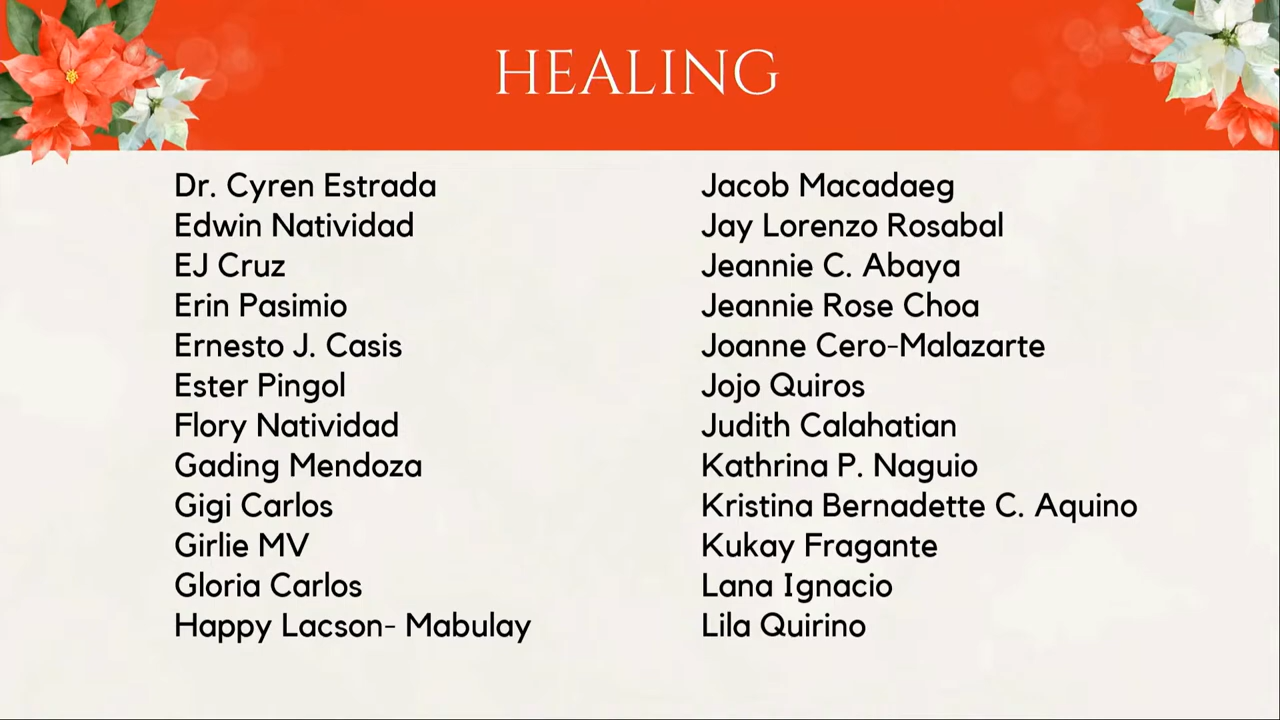 HEALING
Dr. Cyren Estrada
Edwin Natividad
EJ Cruz
Erin Pasimio
Ernesto J. Casis
Ester Pingol
Flory Natividad
Gading Mendoza
Gigi Carlos
Girlie MV
Gloria Carlos
Happy Lacson- Mabulay
Jacob Macadaeg
Jay Lorenzo Rosabal
Jeannie C. Abaya
Jeannie Rose Choa
Joanne Cero-Malazarte
Jojo Quiros
Judith Calahatian
Kathrina P. Naguio
Kristina Bernadette C. Aquino
Kukay Fragante
Lana Ignacio
Lila Quirino